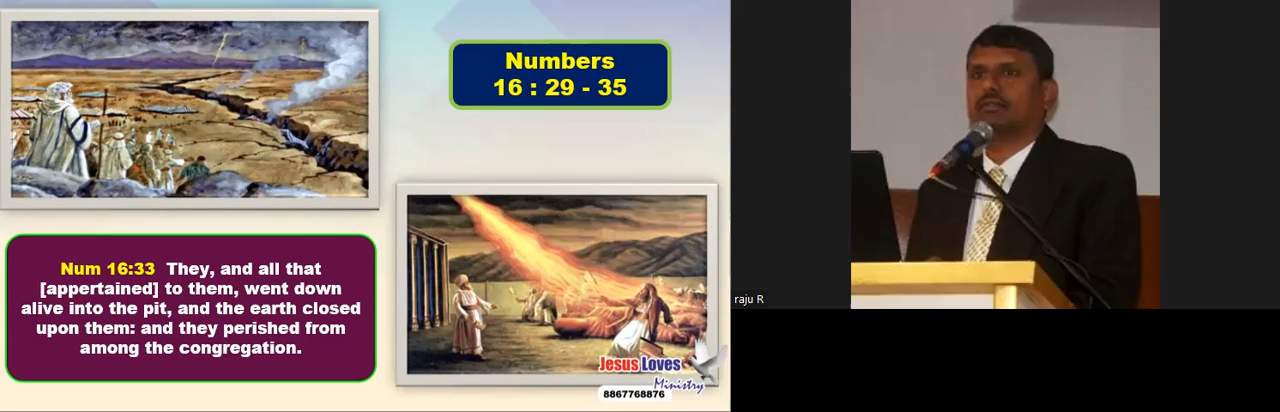 Numbers
16 : 29 - 35
Num 16:33 They, and all that
[appertained] to them, went down
alive into the pit, and the earth closed
upon them: and they perished from
among the congregation.
Jesus Loves
Ministry
8867768876
raju R